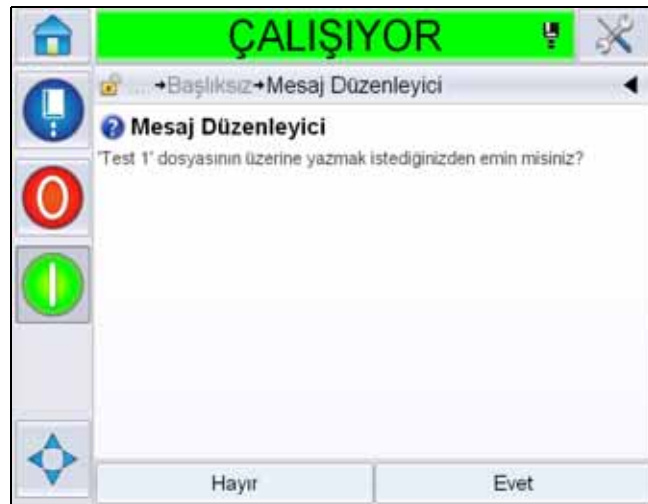 ÇALIŞIYOR
... →Başlıksız→Mesaj Düzenleyici
Mesaj Düzenleyici
'Test 1' dosyasının üzerine yazmak istediğinizden emin misiniz?
Hayır
Evet